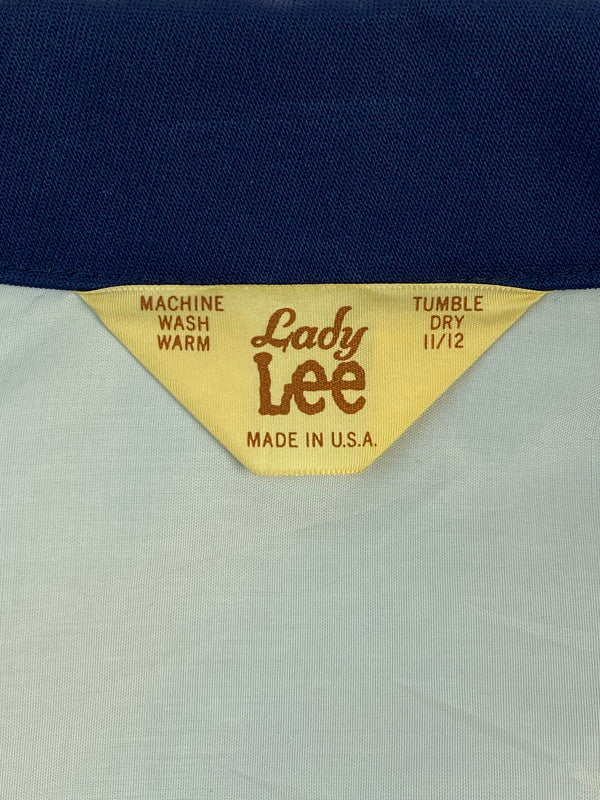 MACHINE
WASH
WARM
Lady
Lee
MADE IN U.S.A.
TUMBLE
DRY
11/12